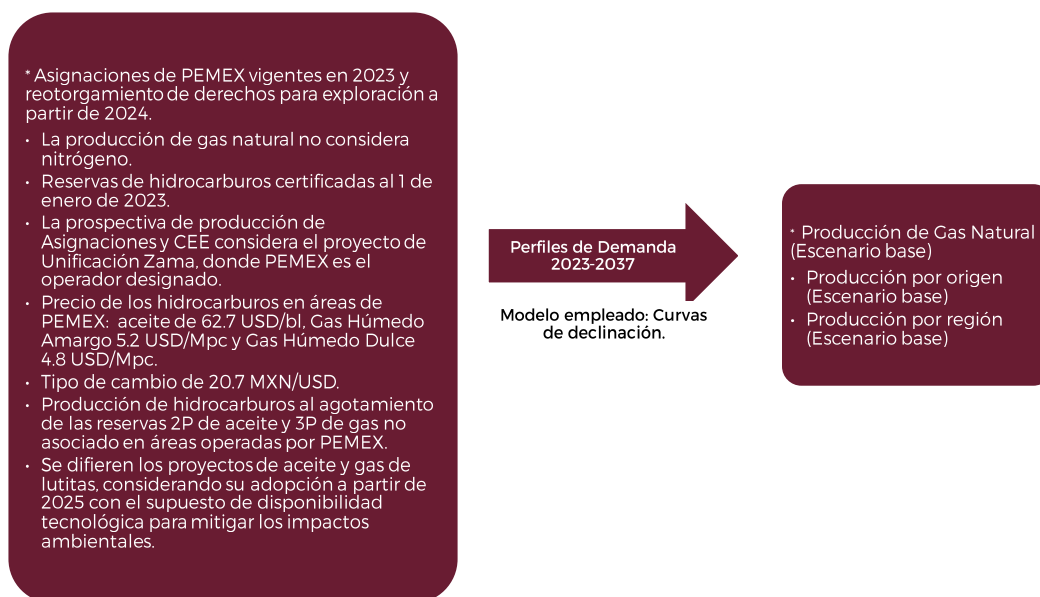 * Asignaciones de PEMEX vigentes en 2023 y
reotorgamiento de derechos para exploración a
partir de 2024.
• La producción de gas natural no considera
nitrógeno.
• Reservas de hidrocarburos certificadas al 1 de
enero de 2023.
• La prospectiva de producción de
Asignaciones y CEE considera el proyecto de
Unificación Zama, donde PEMEX es el
operador designado.
• Precio de los hidrocarburos en áreas de
PEMEX: aceite de 62.7 USD/bl, Gas Húmedo
Amargo 5.2 USD/Mpc y Gas Húmedo Dulce
4.8 USD/Mpc.
• Tipo de cambio de 20.7 MXN/USD.
• Producción de hidrocarburos al agotamiento
de las reservas 2P de aceite y 3P de gas no
asociado en áreas operadas por PEMEX.
• Se difieren los proyectos de aceite y gas de
lutitas, considerando su adopción a partir de
2025 con el supuesto de disponibilidad
tecnológica para mitigar los impactos
ambientales.
Perfiles de Demanda
2023-2037
Modelo empleado: Curvas
de declinación.
* Producción de Gas Natural
(Escenario base)
• Producción por origen
(Escenario base)
• Producción por región
(Escenario base)